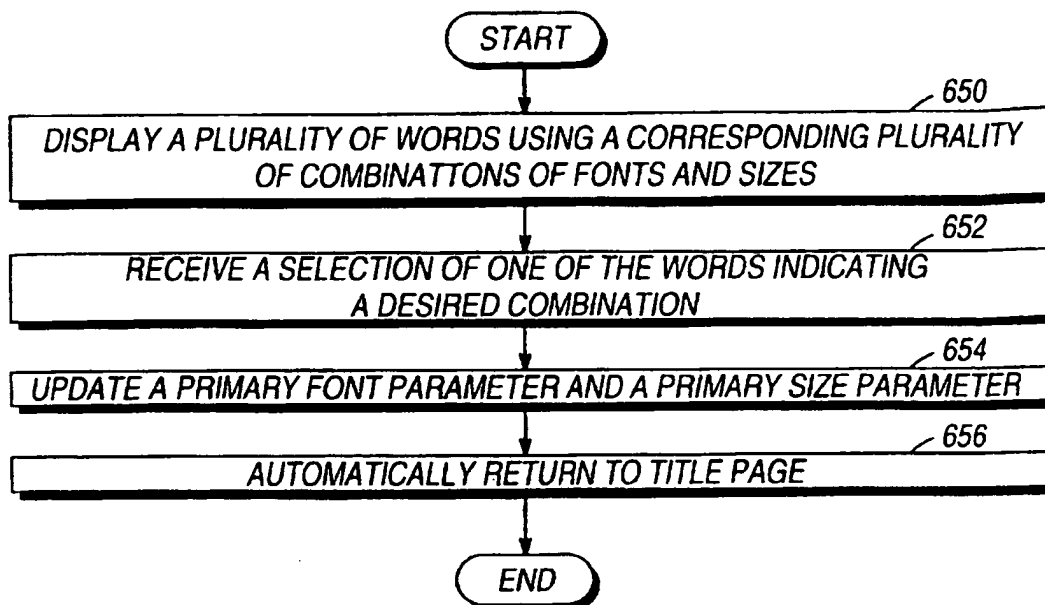 START
650
DISPLAY A PLURALITY OF WORDS USING A CORRESPONDING PLURALITY
OF COMBINATTONS OF FONTS AND SIZES
652
RECEIVE A SELECTION OF ONE OF THE WORDS INDICATING
A DESIRED COMBINATION
654
UPDATE A PRIMARY FONT PARAMETER AND A PRIMARY SIZE PARAMETER
656
AUTOMATICALLY RETURN TO TITLE PAGE
END